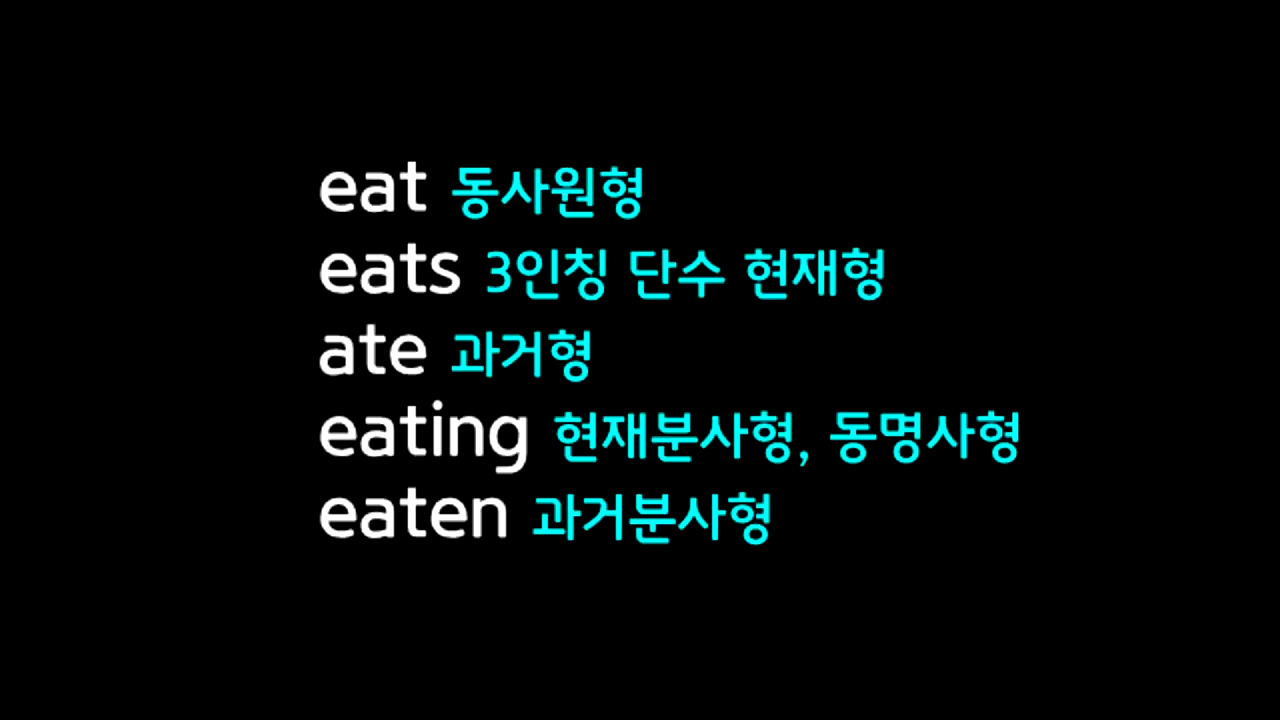 eat 동사원형
eats 3인칭 단수 현재형
ate 과거형
eating 현재분사형, 동명사형
eaten 과거분사형